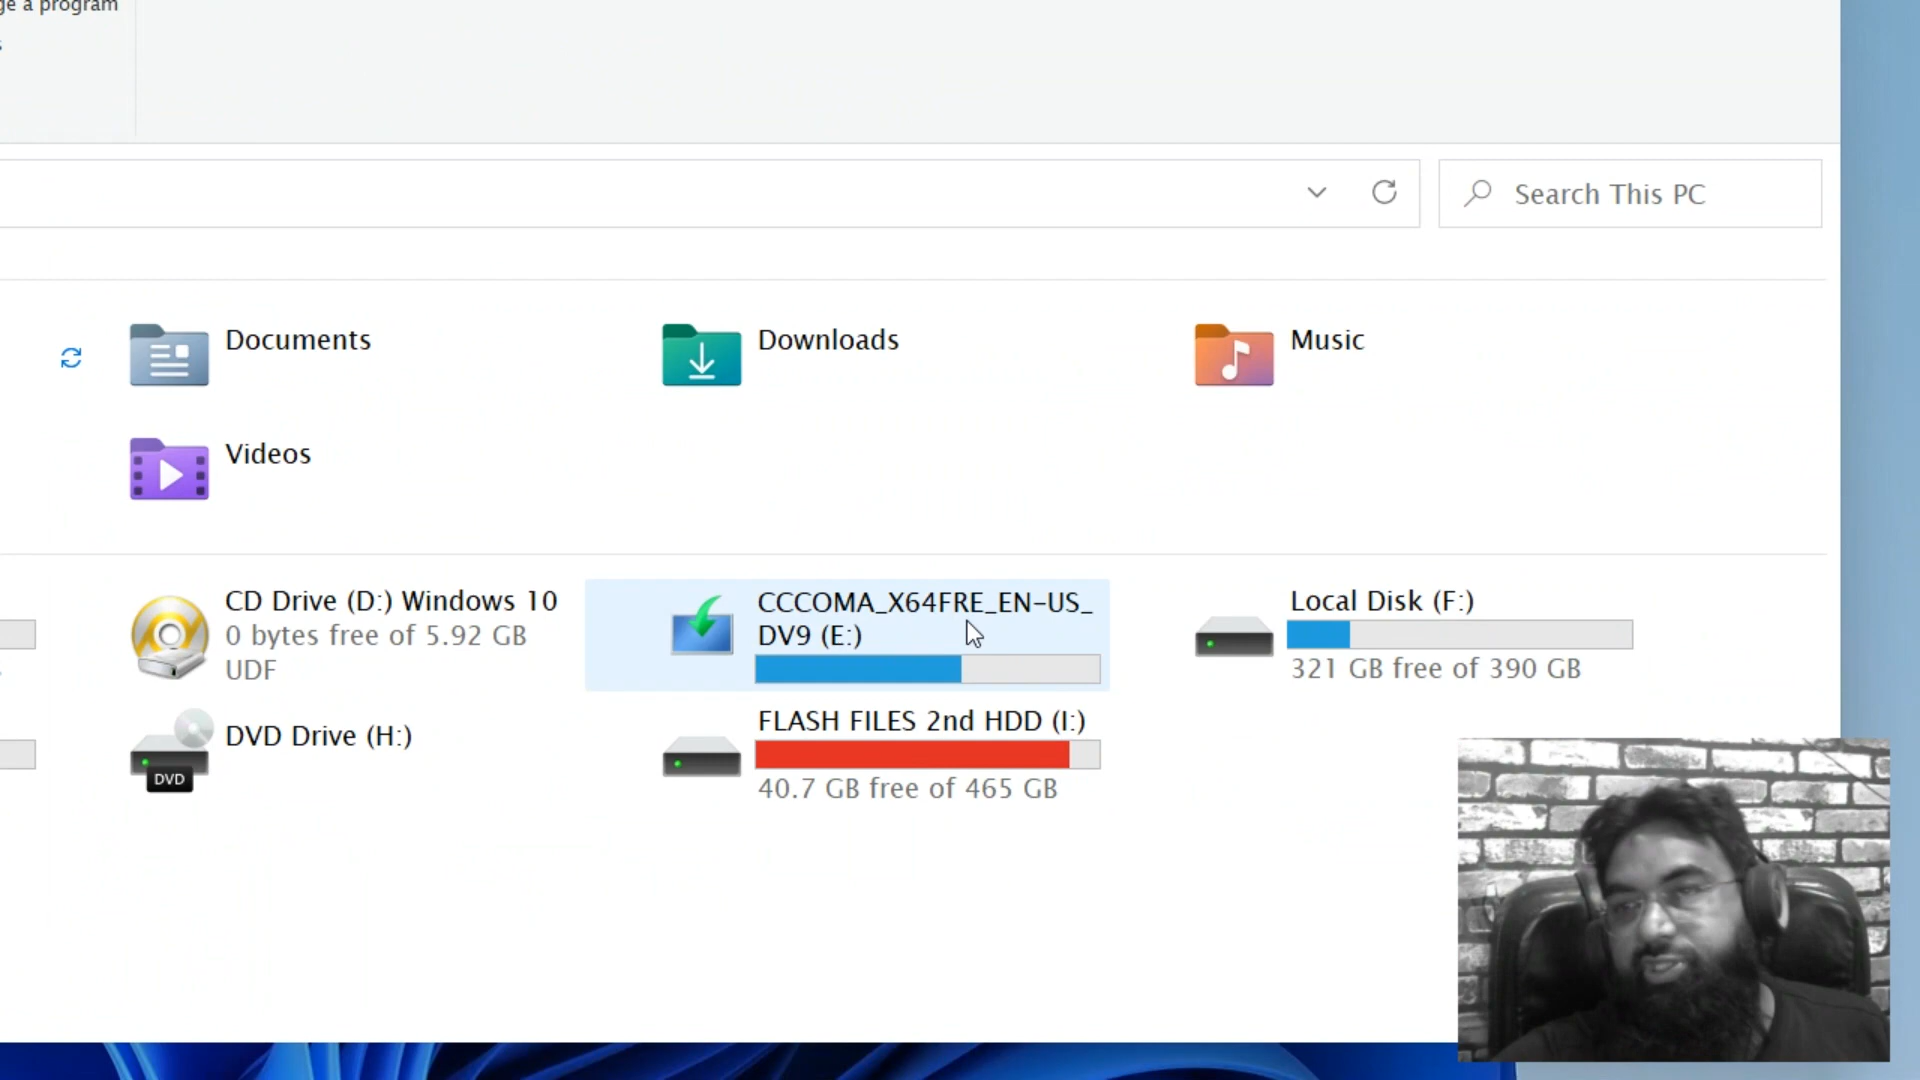 a program
Search This PC
Documents
Downloads
Music
Videos
CD Drive (D:) Windows 10
0 bytes free of 5.92 GB
UDF
CCCOMA_X64FRE_EN-US_
DV9 (E:)
Local Disk (F:)
321 GB free of 390 GB
DVD Drive (H:)
DVD
FLASH FILES 2nd HDD (I:)
40.7 GB free of 465 GB